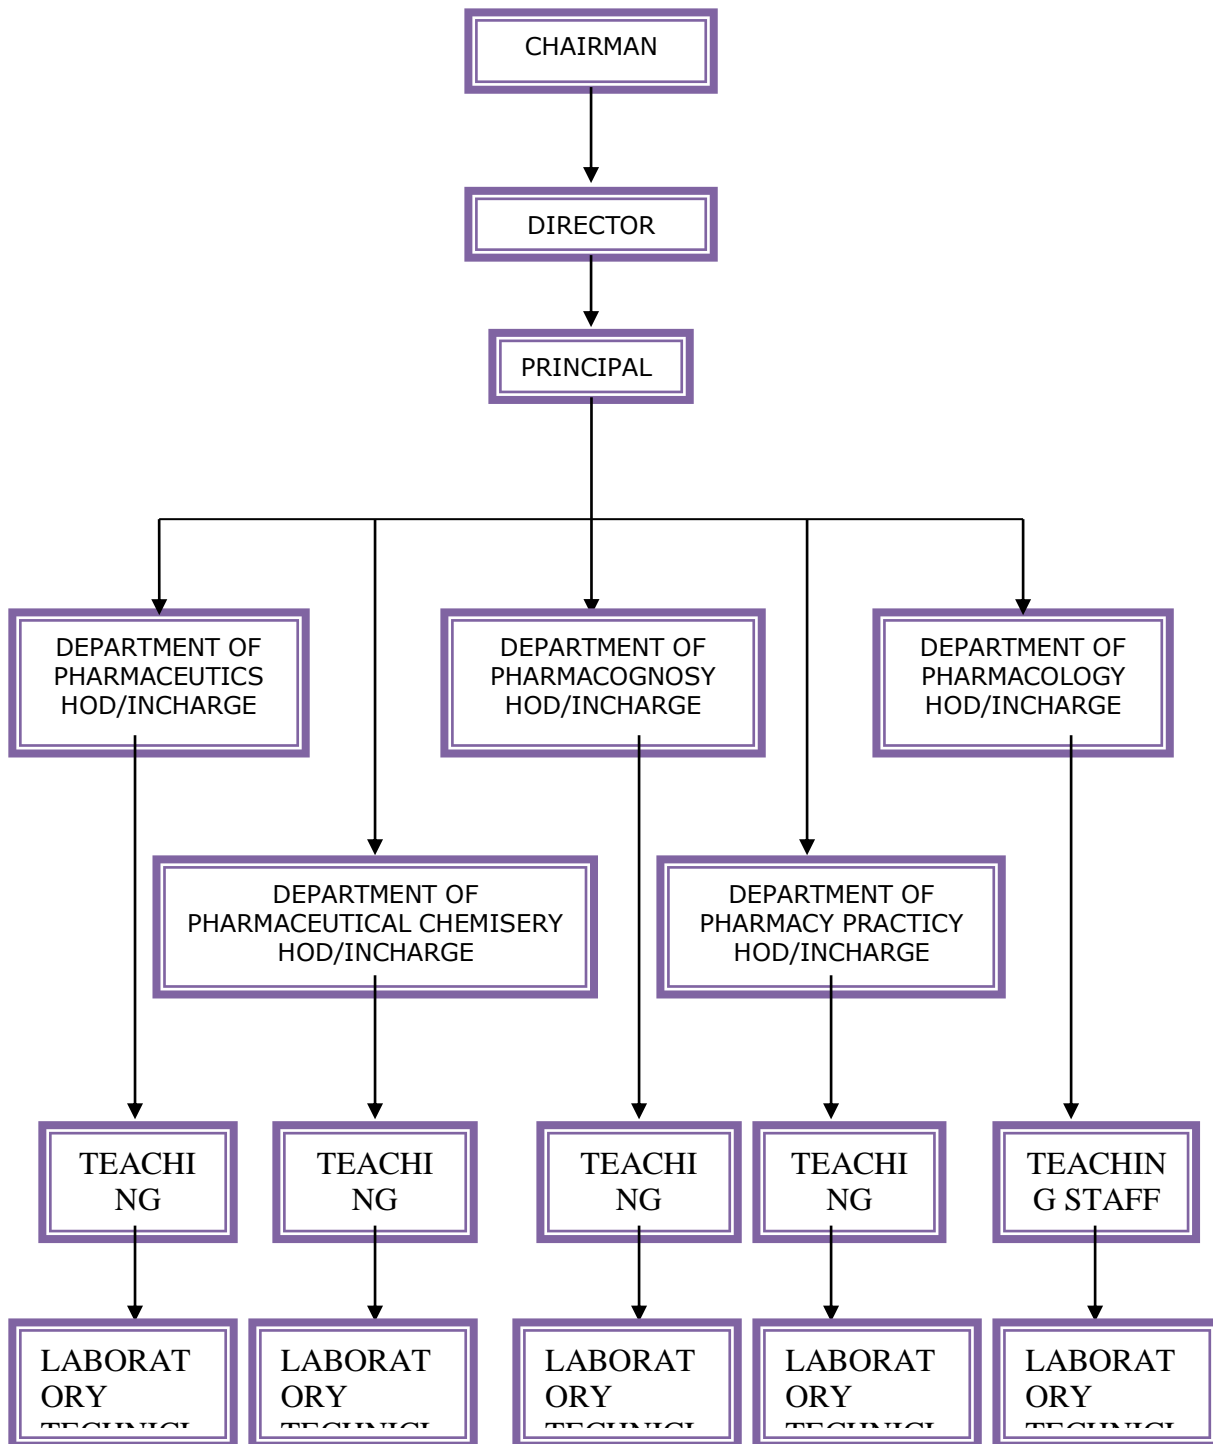 CHAIRMAN
DIRECTOR
PRINCIPAL
DEPARTMENT OF
PHARMACEUTICS
HOD/INCHARGE
DEPARTMENT OF
PHARMACOGNOSY
HOD/INCHARGE
DEPARTMENT OF
PHARMACOLOGY
HOD/INCHARGE
DEPARTMENT OF
PHARMACEUTICAL CHEMISERY
HOD/INCHARGE
DEPARTMENT OF
PHARMACY PRACTICY
HOD/INCHARGE
TEACHI
NG
TEACHI
NG
TEACHI
NG
TEACHI
NG
TEACHIN
G STAFF
LABORAT
ORY
LABORAT
ORY
LABORAT
ORY
LABORAT
ORY
LABORAT
ORY